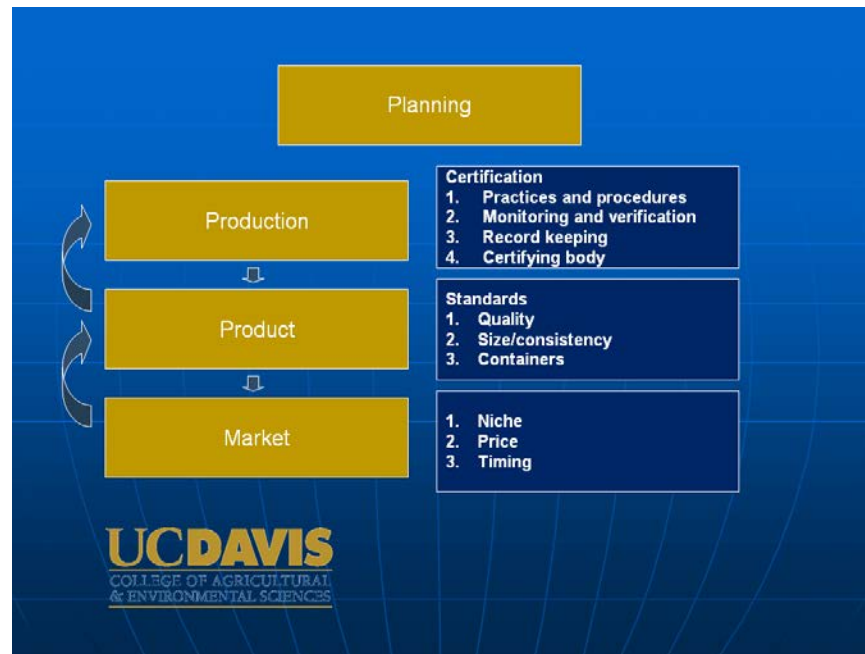 Planning
Production
Certification
1. Practices and procedures
2. Monitoring and verification
3. Record keeping
4. Certifying body
Product
Standards
1. Quality
2. Size/consistency
3. Containers
Market
1. Niche
2. Price
3. Timing
UCDAVIS
COLLEGE OF AGRICULTURAL
& ENVIRONMENTAL SCIENCES